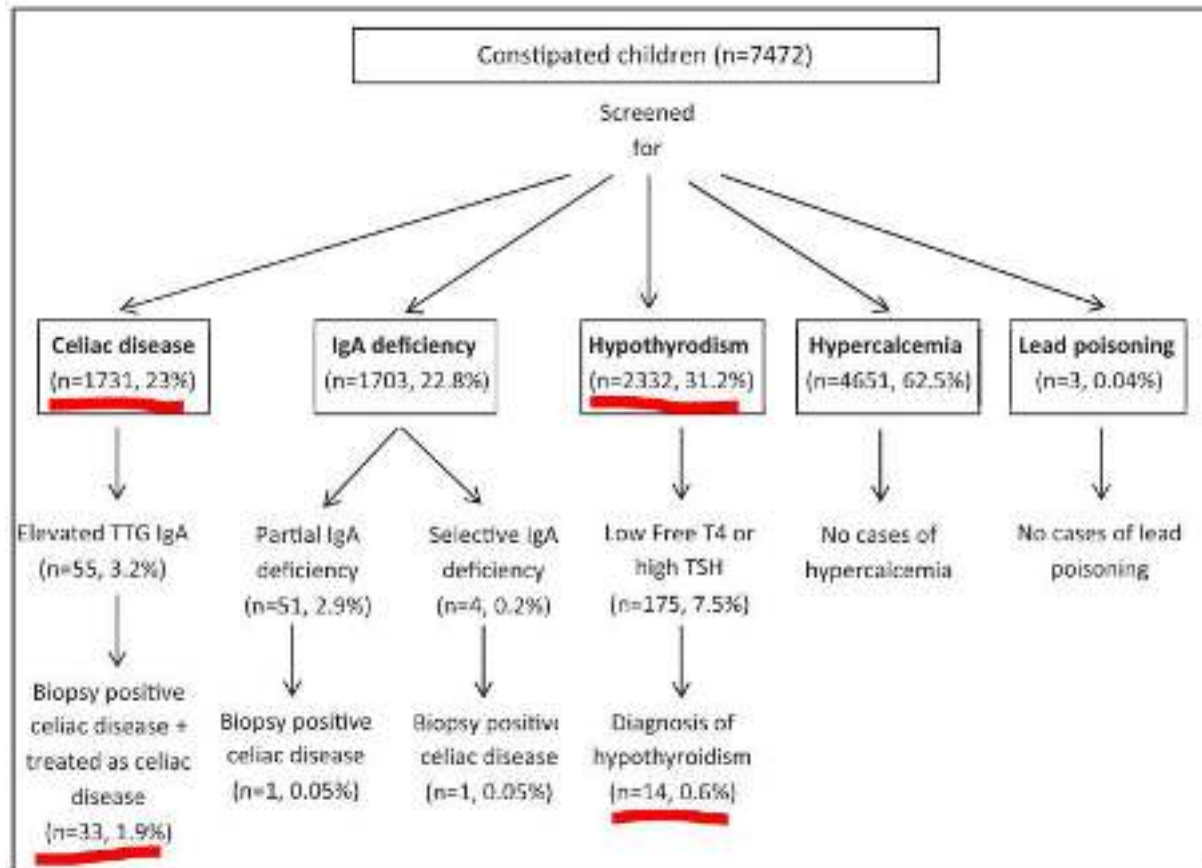 Constipated children (n=7472)
Screened
for
Celiac disease
(n=1731, 23%)
IgA deficiency
(n=1703, 22.8%)
Hypothyrodism
(n=2332, 31.2%)
Hypercalcemia
(n=4651, 62.5%)
Lead poisoning
(n=3, 0.04%)
Elevated TTG IgA
(n=55, 3.2%)
Partial IgA
deficiency
(n=51, 2.9%)
Selective IgA
deficiency
(n=4, 0.2%)
Low Free T4 or
high TSH
(n=175, 7.5%)
No cases of
hypercalcemia
No cases of lead
poisoning
Biopsy positive
celiac disease +
treated as celiac
disease
(n=33, 1.9%)
Biopsy positive
celiac disease
(n=1, 0.05%)
Biopsy positive
celiac disease
(n=1, 0.05%)
Diagnosis of
hypothyroidism
(n=14, 0.6%)